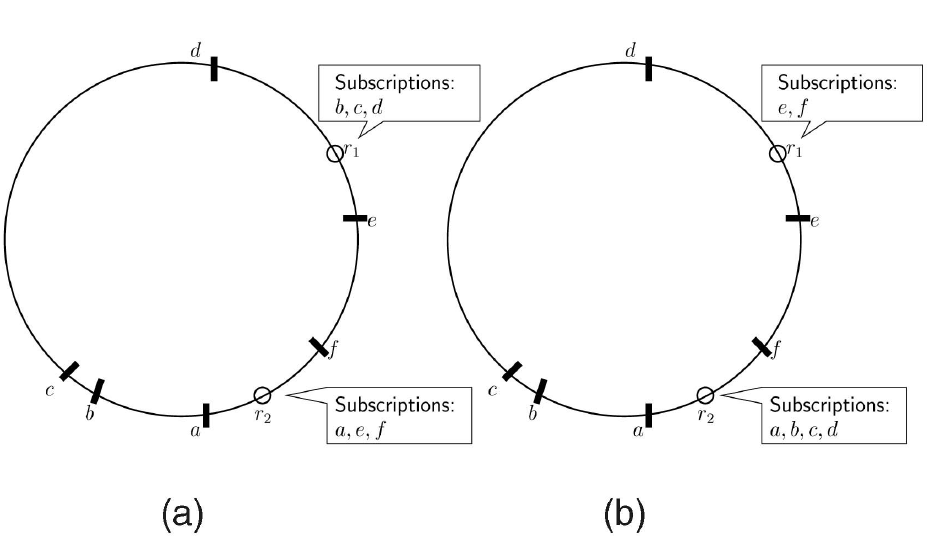 d
Subscriptions:
b, c, d
r1
e
f
c
b
a
r2
Subscriptions:
a, e, f
(a)
d
Subscriptions:
e, f
r1
e
f
c
b
a
r2
Subscriptions:
a, b, c, d
(b)